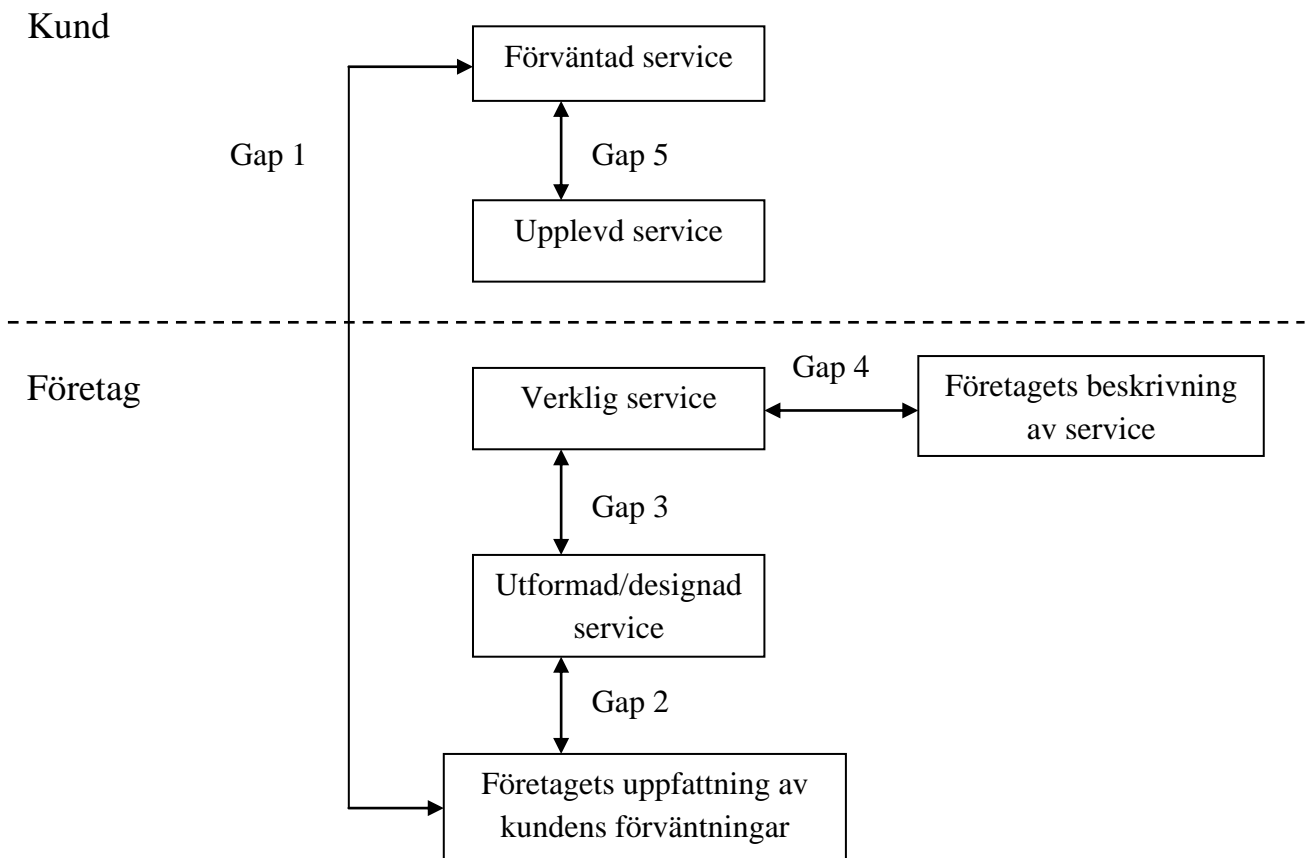 Kund
Förväntad service
Gap 1
Gap 5
Upplevd service
Företag
Verklig service
Gap 4
Företagets beskrivning
av service
Gap 3
Utformad/designad
service
Gap 2
Företagets uppfattning av
kundens förväntningar